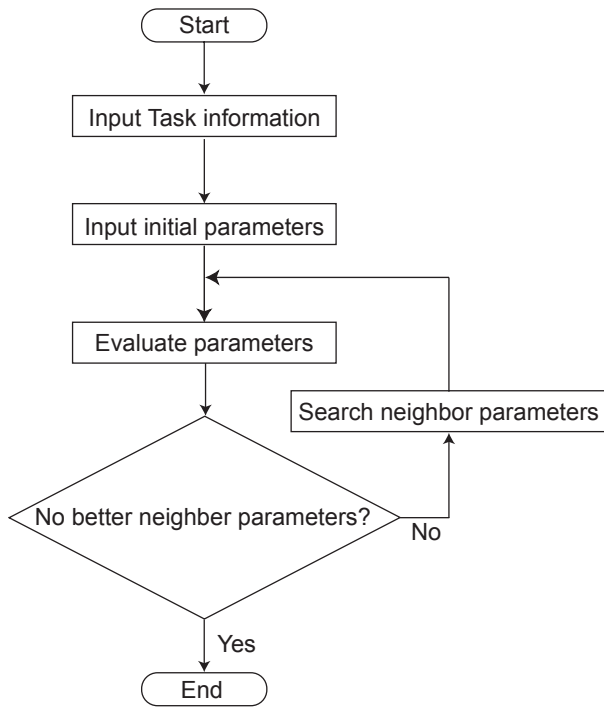 Start
Input Task information
Input initial parameters
Evaluate parameters
Search neighbor parameters
No better neighber parameters?
No
Yes
End